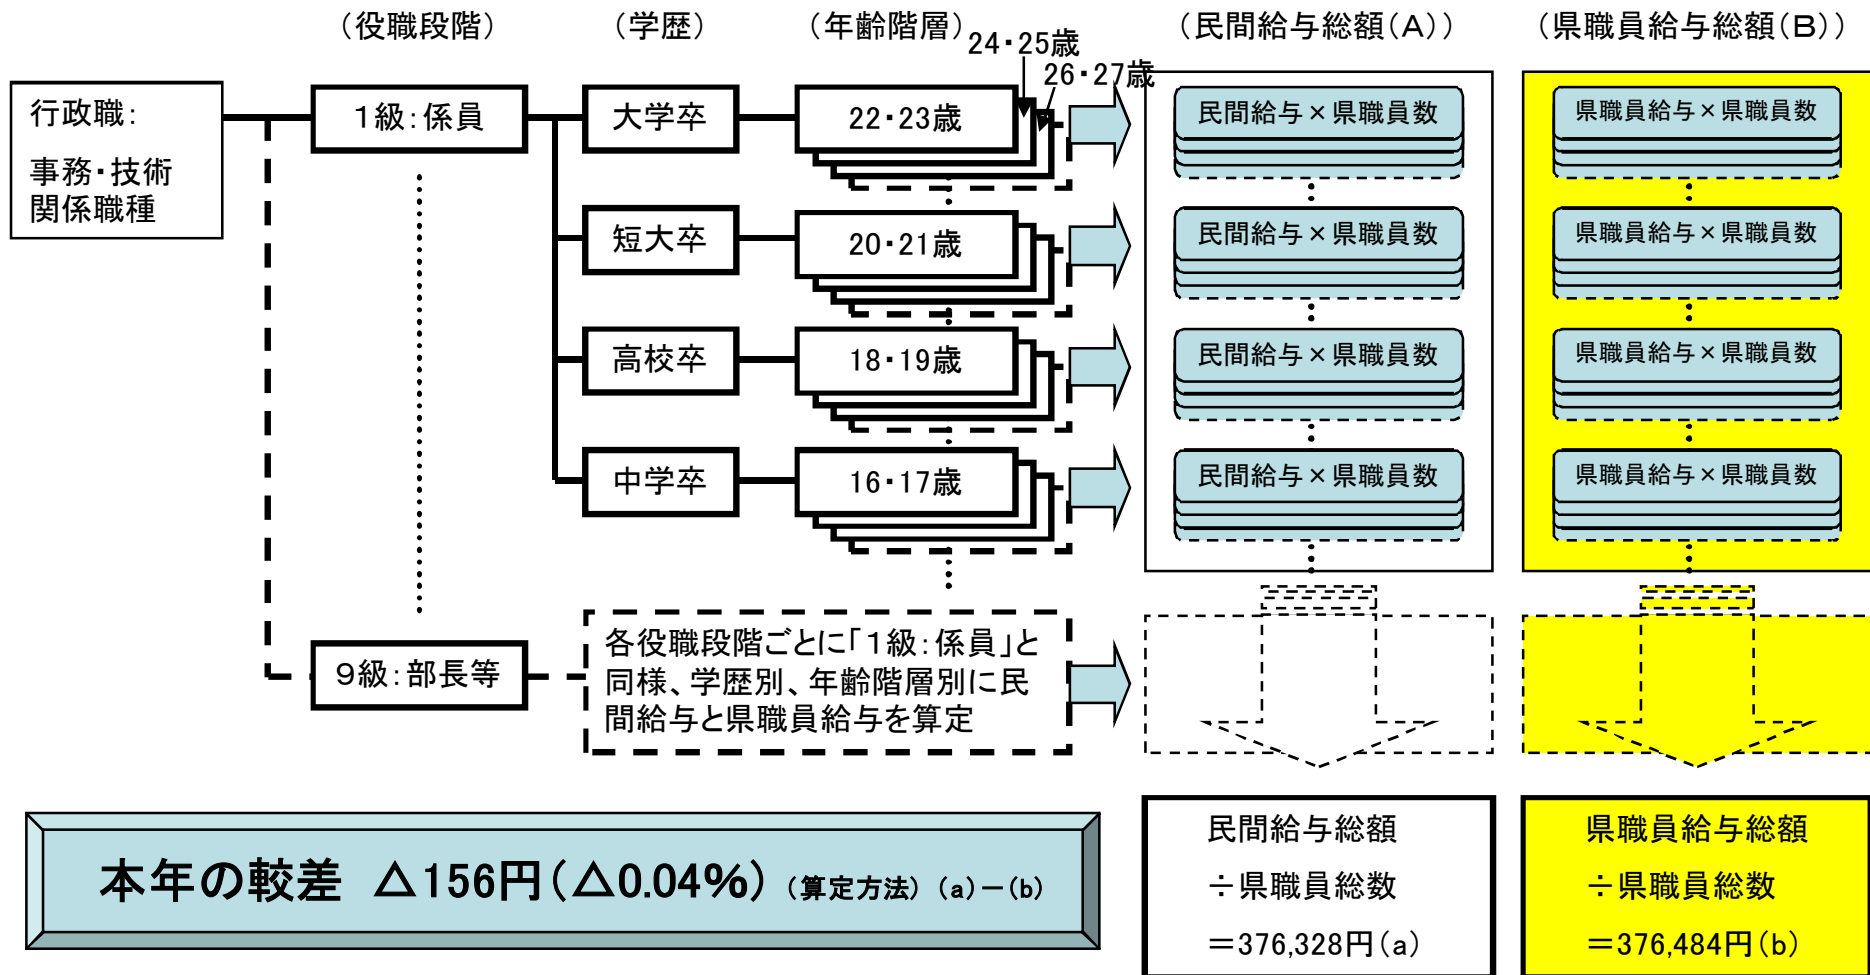 (役職段階)
(学歴)
(年齢階層)
(民間給与総額(A))
(県職員給与総額(B))
24・25歳
26・27歳
行政職:
事務・技術
関係職種
1級:係員
大学卒
22・23歳
民間給与×県職員数
県職員給与×県職員数
短大卒
20・21歳
民間給与×県職員数
県職員給与×県職員数
高校卒
18・19歳
民間給与×県職員数
県職員給与×県職員数
中学卒
16・17歳
民間給与×県職員数
県職員給与×県職員数
9級:部長等
各役職段階ごとに「1級:係員」と
同様、学歴別、年齢階層別に民
間給与と県職員給与を算定
本年の較差 △156円(△0.04%) (算定方法) (a)-(b)
民間給与総額
÷県職員総数
=376,328円(a)
県職員給与総額
÷県職員総数
=376,484円(b)